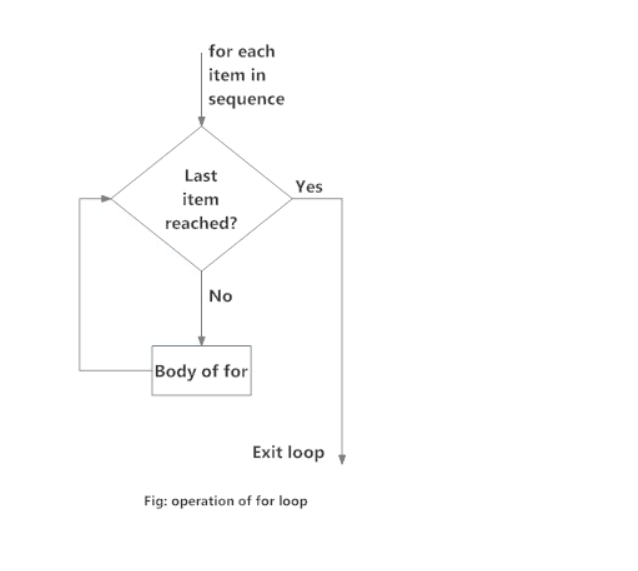 for each
item in
sequence
Last
item
reached?
Yes
No
Body of for
Exit loop
Fig: operation of for loop